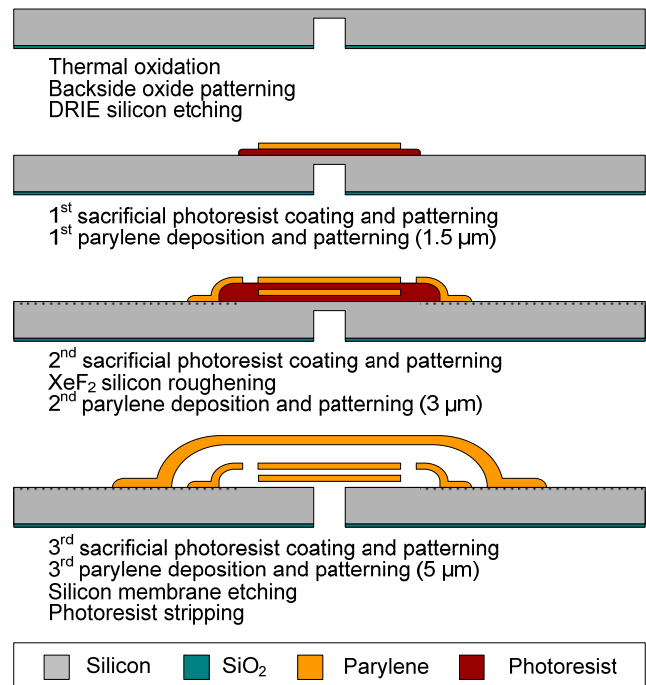 Thermal oxidation
Backside oxide patterning
DRIE silicon etching
1st sacrificial photoresist coating and patterning
1st parylene deposition and patterning (1.5 µm)
2nd sacrificial photoresist coating and patterning
XeF₂ silicon roughening
2nd parylene deposition and patterning (3 µm)
3rd sacrificial photoresist coating and patterning
3rd parylene deposition and patterning (5 µm)
Silicon membrane etching
Photoresist stripping
Silicon SiO₂ Parylene Photoresist